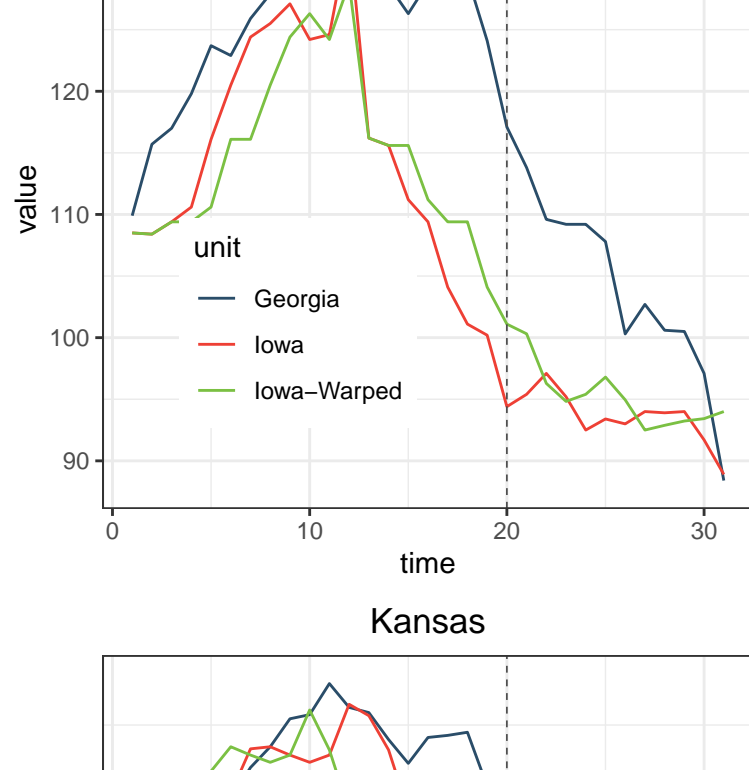 120
110
100
90
value
unit
Georgia
Iowa
Iowa−Warped
0 10 20 30
time
Kansas